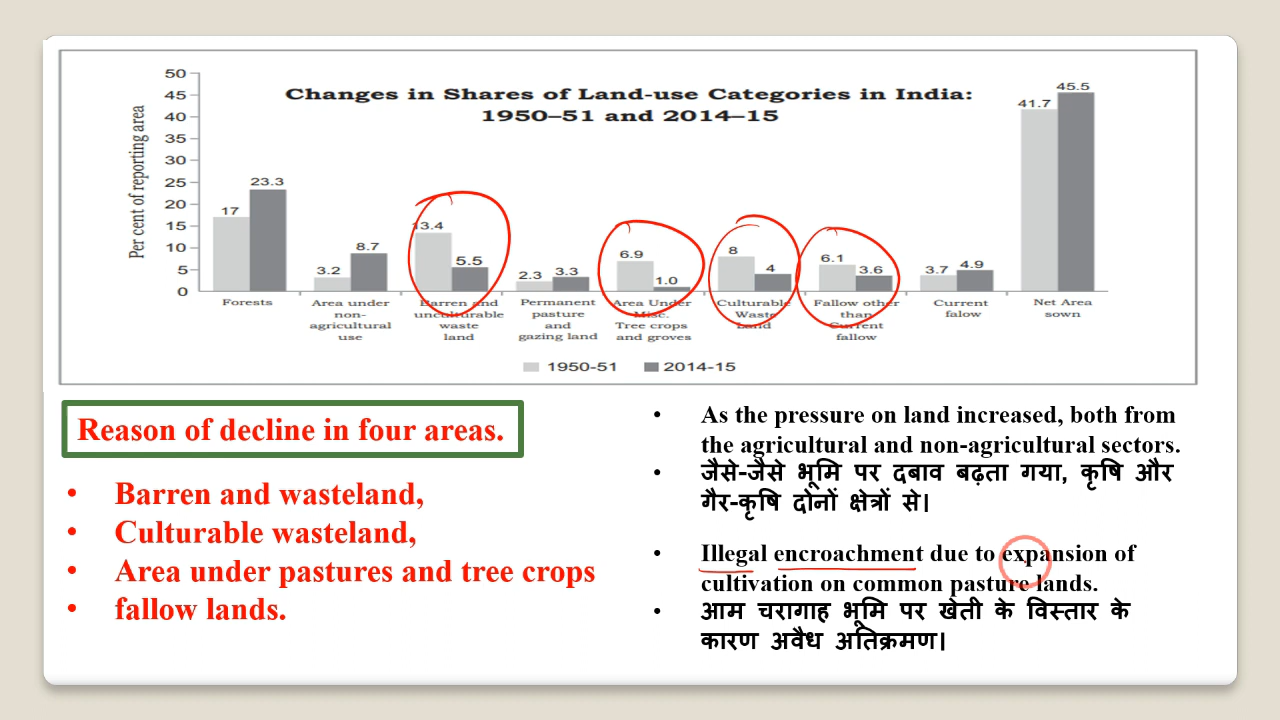 Changes in Shares of Land-use Categories in India:
1950–51 and 2014–15
Per cent of reporting area
50
45
40
35
30
25
20
15
10
5
0
17 23.3
3.2 8.7
13.4 5.5
2.3 3.3
6.9 1.0
8 4
6.1 3.6
3.7 4.9
41.7 45.5
Forests
Area under
non-
agricultural
use
Barren and
unculturable
waste
land
Permanent
pasture
and
gazing land
Area Under
Misc.
Tree crops
and groves
Culturable
Waste
Land
Fallow other
than
Current
fallow
Current
falow
Net Area
sown
1950-51 2014-15
Reason of decline in four areas.
• Barren and wasteland,
• Culturable wasteland,
• Area under pastures and tree crops
• fallow lands.
• As the pressure on land increased, both from
the agricultural and non-agricultural sectors.
• जैसे-जैसे भूमि पर दबाव बढ़ता गया, कृषि और
गैर-कृषि दोनों क्षेत्रों से।
• Illegal encroachment due to expansion of
cultivation on common pasture lands.
• आम चरागाह भूमि पर खेती के विस्तार के
कारण अवैध अतिक्रमण।